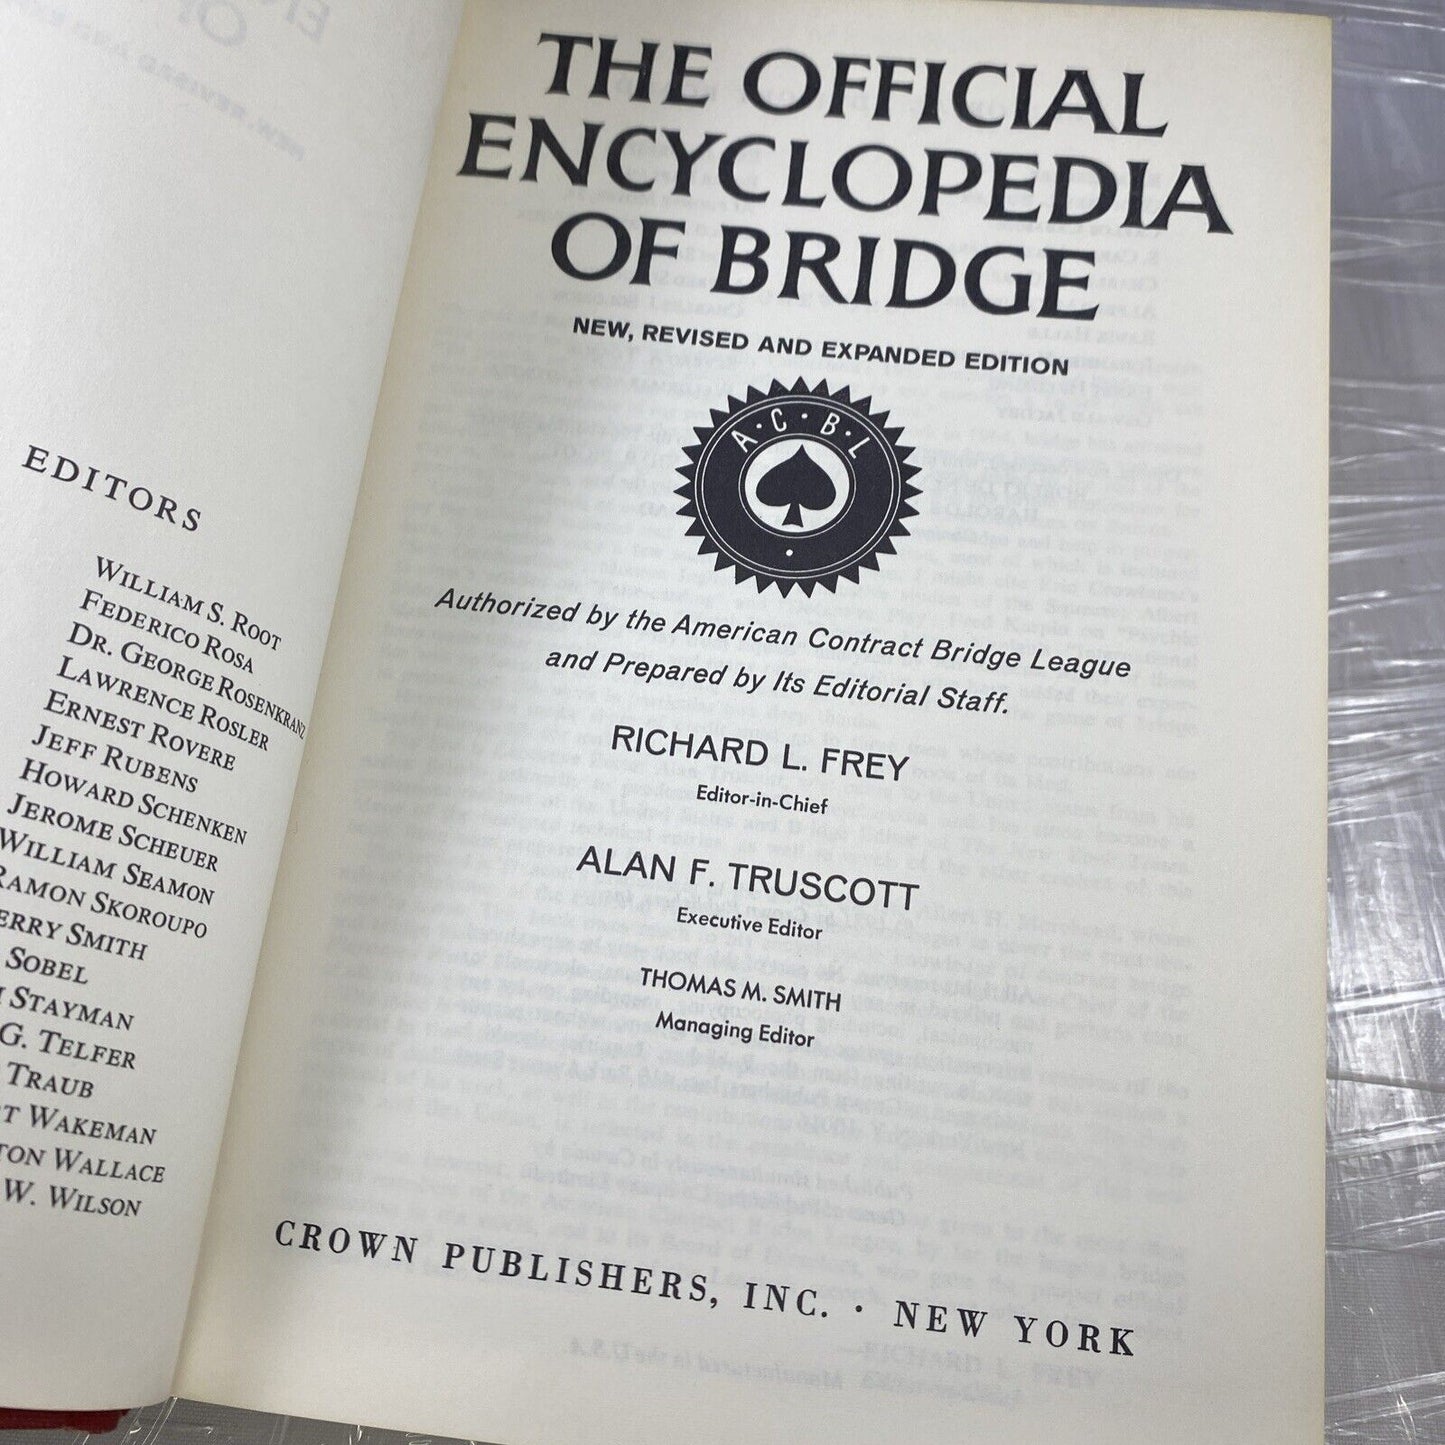 EDITORS
WILLIAM S. ROOT
FEDERICO ROSA
DR. GEORGE ROSENKRANZ
LAWRENCE ROSLER
ERNEST ROVERE
JEFF RUBENS
HOWARD SCHENKEN
JEROME SCHEUER
WILLIAM SEAMON
RAMON SKOROUPO
ERRY SMITH
SOBEL
STAYMAN
G. TELFER
TRAUB
T WAKEMAN
TON WALLACE
W. WILSON
THE OFFICIAL
ENCYCLOPEDIA
OF BRIDGE
NEW, REVISED AND EXPANDED EDITION
A·C·B·L
Authorized by the American Contract Bridge League
and Prepared by Its Editorial Staff.
RICHARD L. FREY
Editor-in-Chief
ALAN F. TRUSCOTT
Executive Editor
THOMAS M. SMITH
Managing Editor
CROWN PUBLISHERS, INC. · NEW YORK